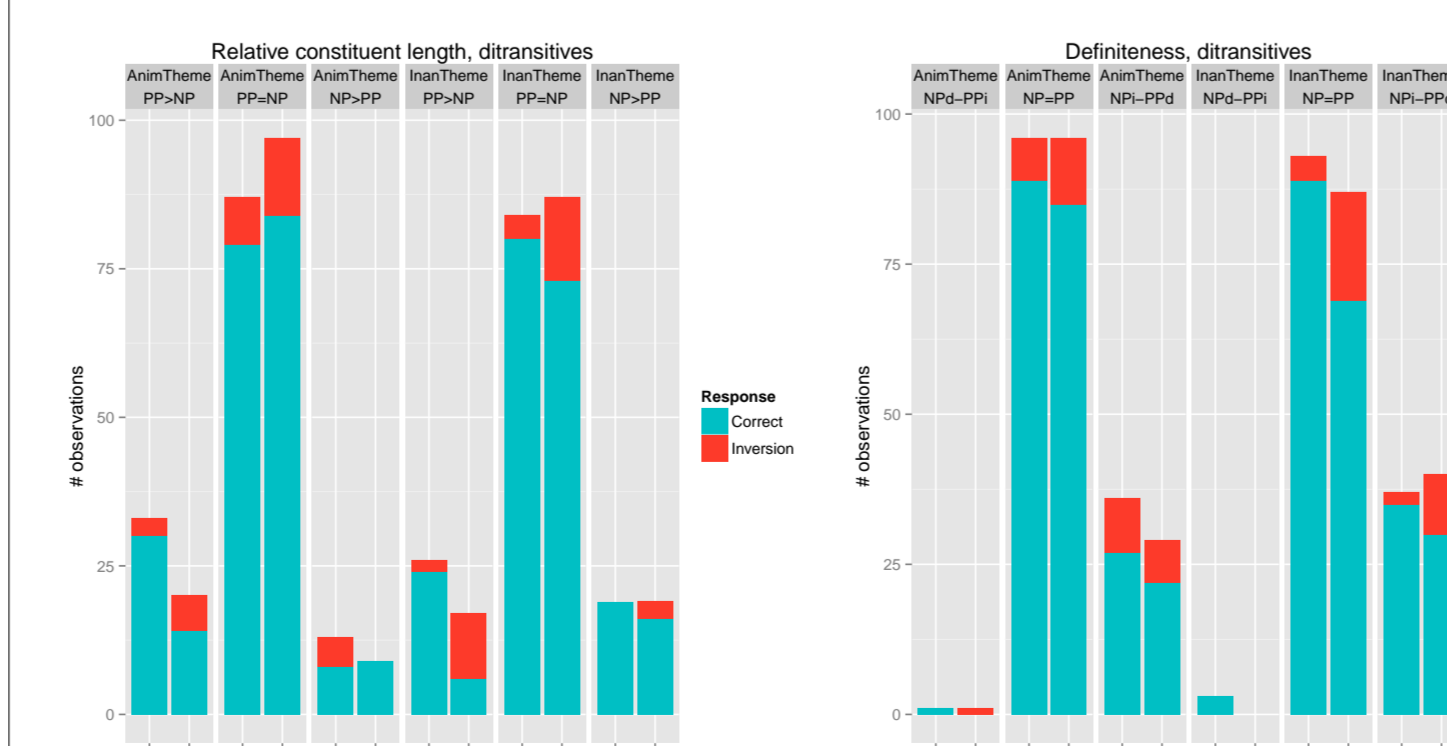 Relative constituent length, ditransitives
AnimTheme AnimTheme AnimTheme InanTheme InanTheme InanTheme
PP>NP PP=NP NP>PP PP>NP PP=NP NP>PP
100
75
50
25
0
# observations
Response
Correct
Inversion
Definiteness, ditransitives
AnimTheme AnimTheme AnimTheme InanTheme InanTheme
NPd−PPi NP=PP NPi−PPd NPd−PPi NP=PP
100
75
50
25
0
# observations